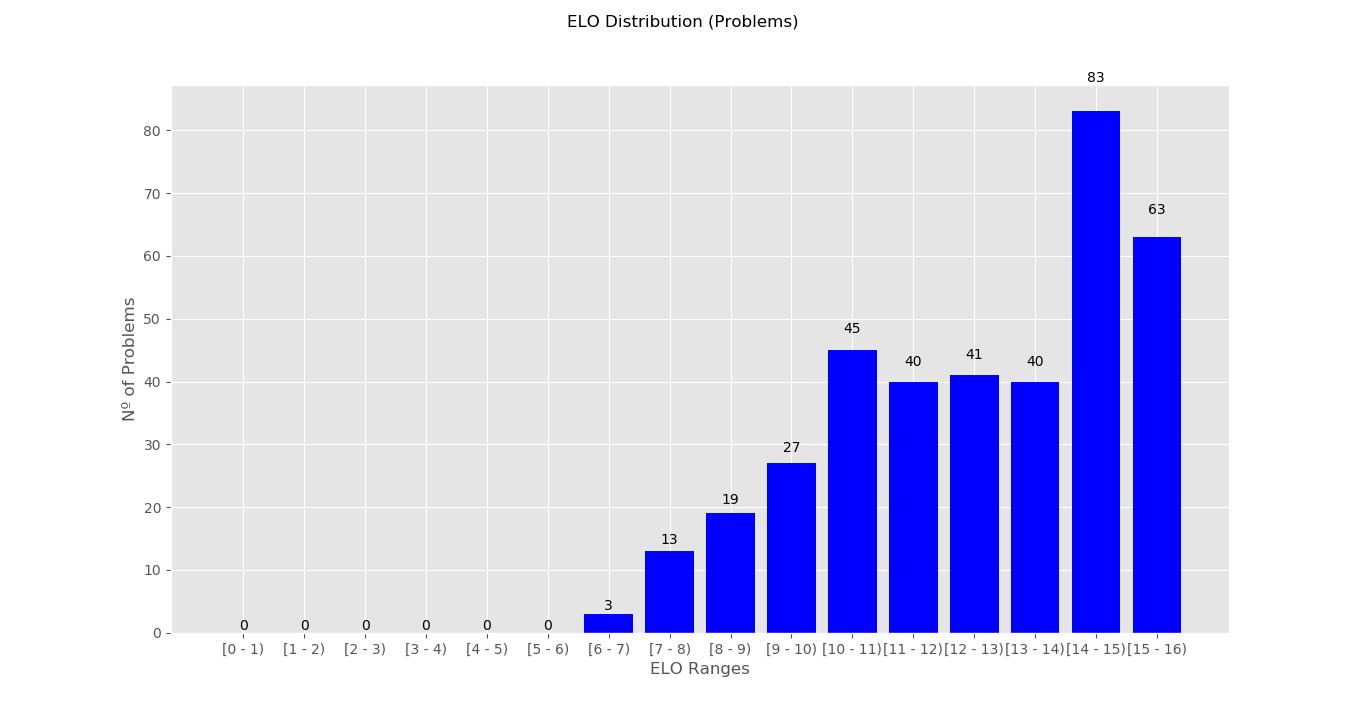 ELO Distribution (Problems)
83
80
70
63
60
Nº of Problems
50
45
41
40
40
40
30
27
20
19
13
10
3
0
0
0
0
0
0
0
[0 - 1)
[1 - 2)
[2 - 3)
[3 - 4)
[4 - 5)
[5 - 6)
[6 - 7)
[7 - 8)
[8 - 9)
[9 - 10)
[10 - 11)
[11 - 12)
[12 - 13)
[13 - 14)
[14 - 15)
[15 - 16)
ELO Ranges